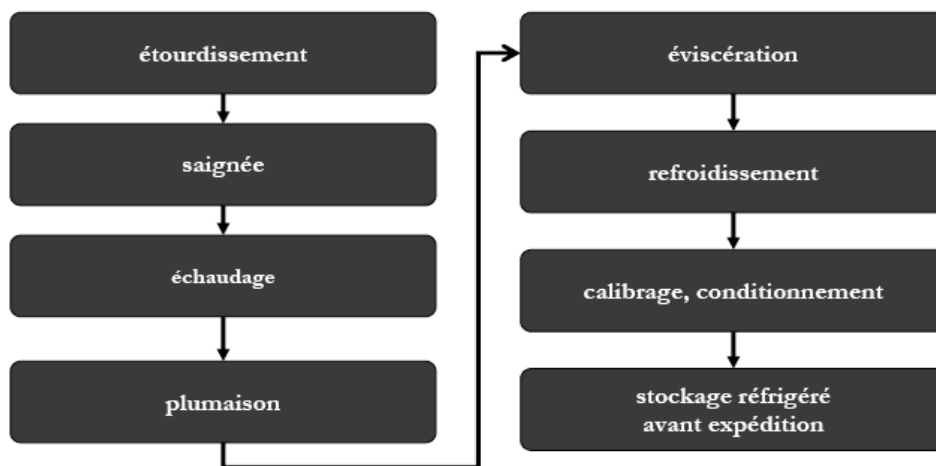 étourdissement
saignée
échaudage
plumaison
éviscération
refroidissement
calibrage, conditionnement
stockage réfrigéré
avant expédition